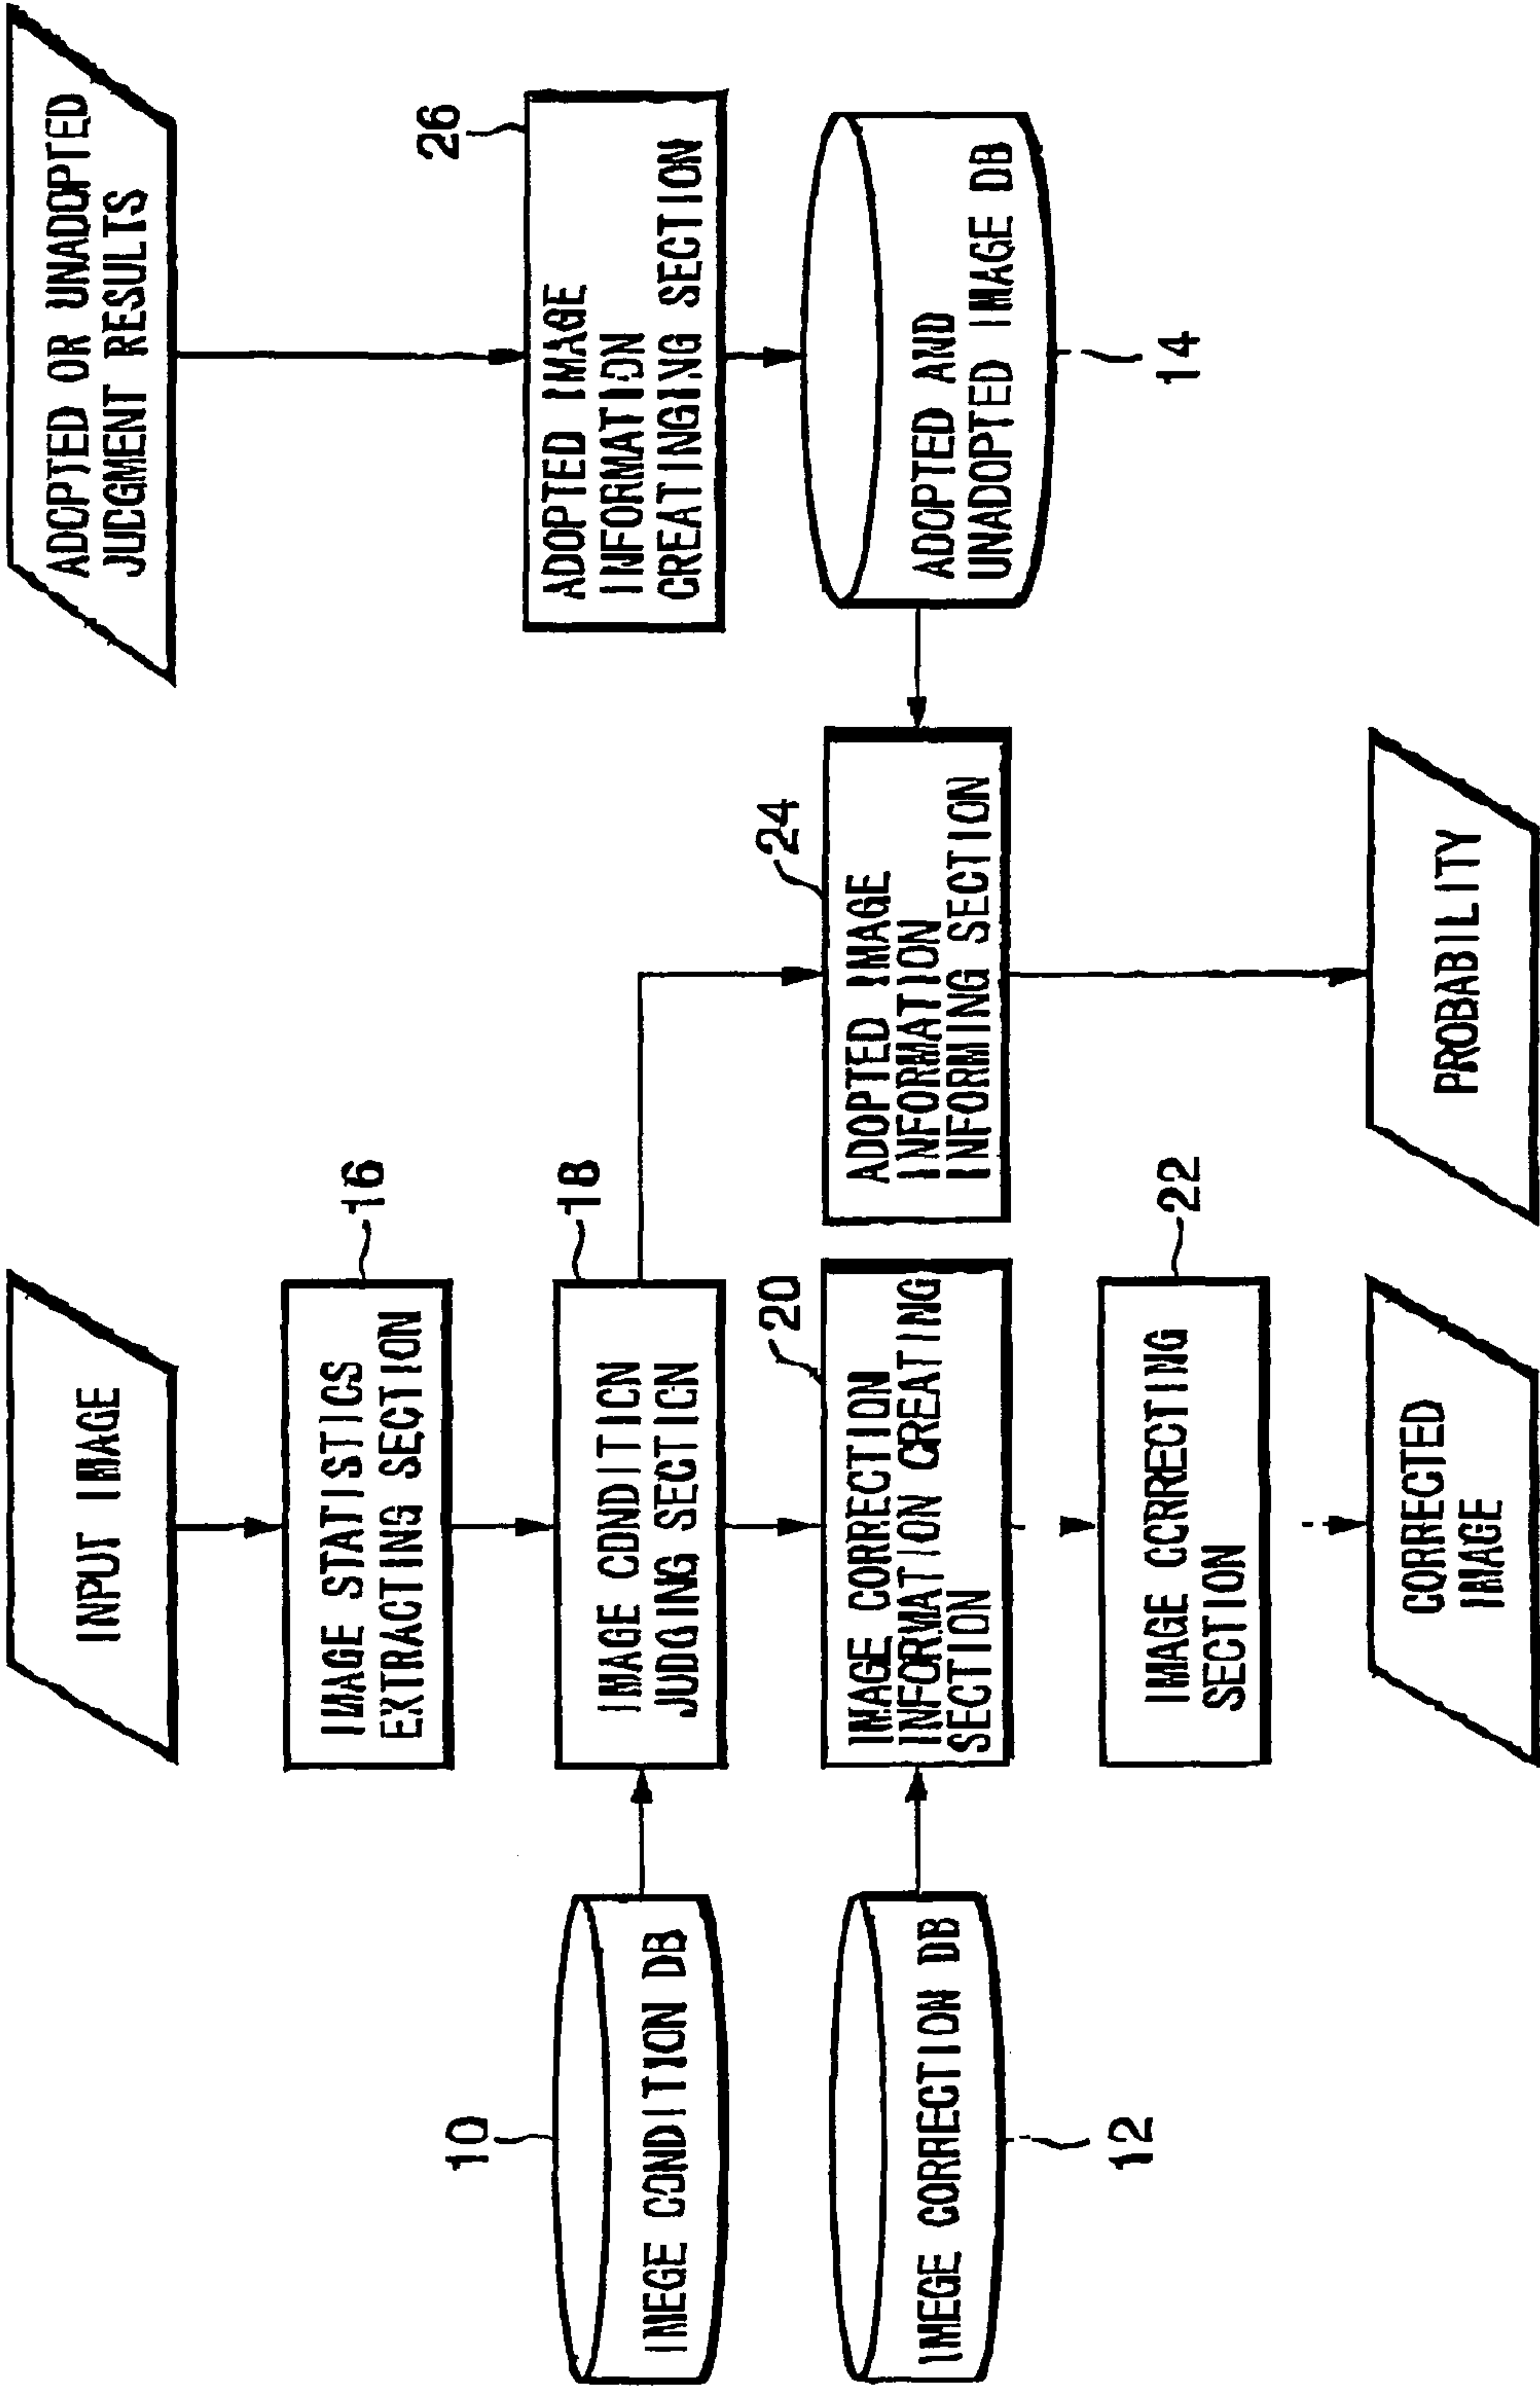 INPUT IMAGE
ADOPTED OR UNADOPTED
JUDGMENT RESULTS
16
IMAGE STATISTICS
EXTRACTING SECTION
26
ADOPTED IMAGE
INFORMATION
CREATINGING SECTION
10
IMEGE CONDITION DB
18
IMAGE CONDITION
JUDGING SECTION
24
ADOPTED IMAGE
INFORMATION
INFORMING SECTION
ADOPTED AND
UNADOPTED IMAGE DB
14
20
IMAGE CORRECTION
INFORMATION CREATING
SECTION
IMEGE CORRECTION DB
12
22
IMAGE CORRECTING
SECTION
CORRECTED
IMAGE
PROBABILITY